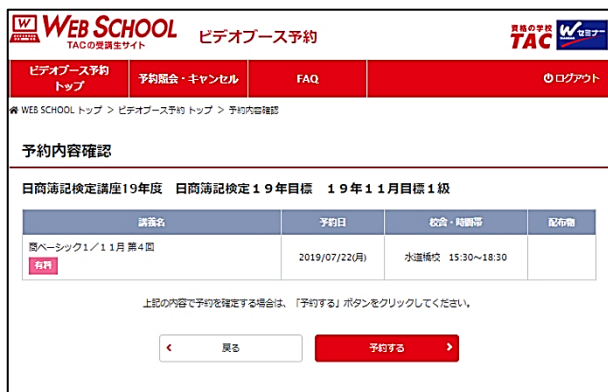 WEB SCHOOL
TACの受講生サイト
ビデオブース予約
資格の学校
TAC
Wセミナー
ビデオブース予約
トップ
予約照会・キャンセル
FAQ
ログアウト
WEB SCHOOL トップ > ビデオブース予約 トップ > 予約内容確認
予約内容確認
日商簿記検定講座19年度 日商簿記検定19年目標 19年11月目標1級
講義名 予約日 校舎・時間帯 配布物
商ベーシック1/11月 第4回
有料
2019/07/22(月)
水道橋校 15:30~18:30
上記の内容で予約を確定する場合は、「予約する」ボタンをクリックしてください。
戻る
予約する